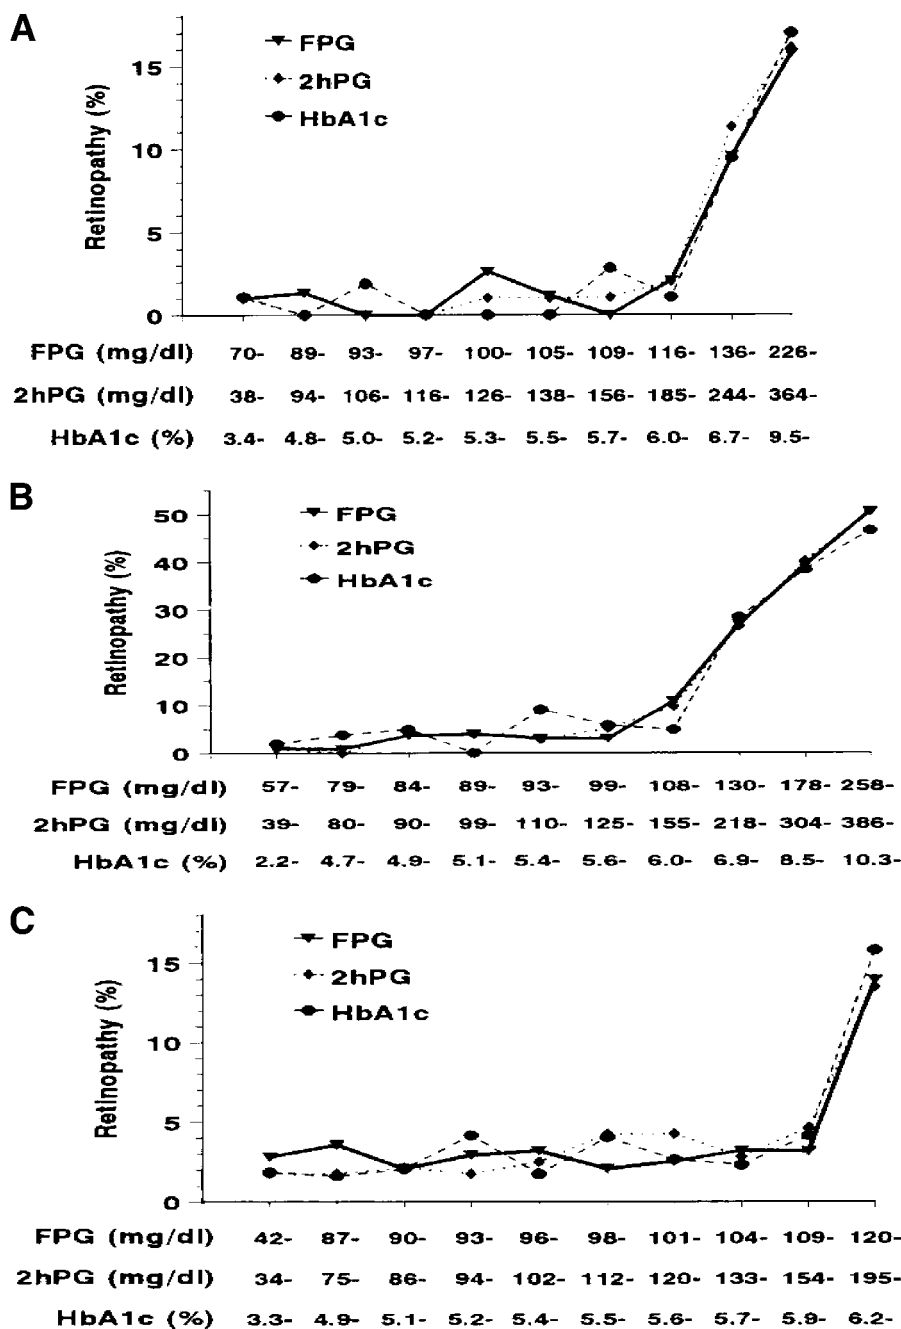 A
FPG
2hPG
HbA1c
Retinopathy (%)
15
10
5
0
FPG (mg/dl) 70- 89- 93- 97- 100- 105- 109- 116- 136- 226-
2hPG (mg/dl) 38- 94- 106- 116- 126- 138- 156- 185- 244- 364-
HbA1c (%) 3.4- 4.8- 5.0- 5.2- 5.3- 5.5- 5.7- 6.0- 6.7- 9.5-
B
FPG
2hPG
HbA1c
Retinopathy (%)
50
40
30
20
10
0
FPG (mg/dl) 57- 79- 84- 89- 93- 99- 108- 130- 178- 258-
2hPG (mg/dl) 39- 80- 90- 99- 110- 125- 155- 218- 304- 386-
HbA1c (%) 2.2- 4.7- 4.9- 5.1- 5.4- 5.6- 6.0- 6.9- 8.5- 10.3-
C
FPG
2hPG
HbA1c
Retinopathy (%)
15
10
5
0
FPG (mg/dl) 42- 87- 90- 93- 96- 98- 101- 104- 109- 120-
2hPG (mg/dl) 34- 75- 86- 94- 102- 112- 120- 133- 154- 195-
HbA1c (%) 3.3- 4.9- 5.1- 5.2- 5.4- 5.5- 5.6- 5.7- 5.9- 6.2-